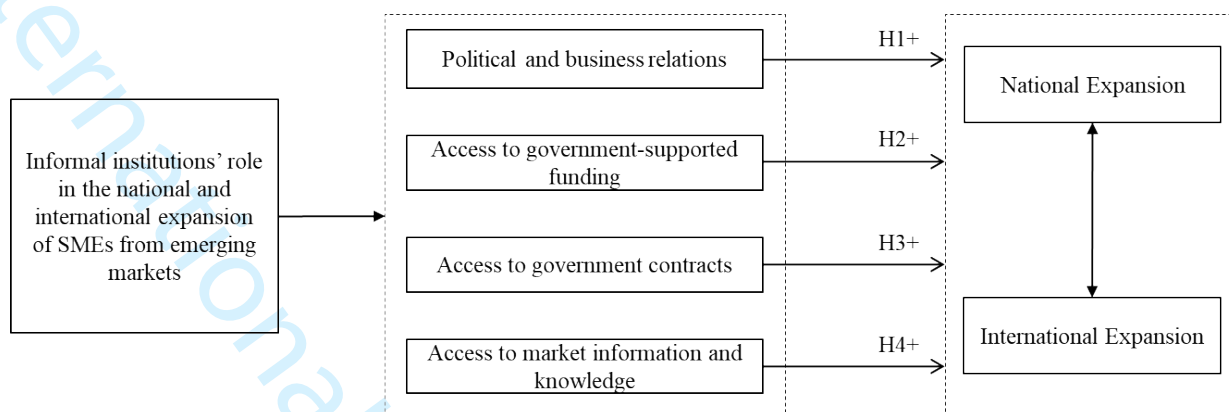 Political and business relations
H1+
National Expansion
Informal institutions’ role
in the national and
international expansion
of SMEs from emerging
markets
Access to government-supported
funding
H2+
Access to government contracts
H3+
International Expansion
Access to market information and
knowledge
H4+